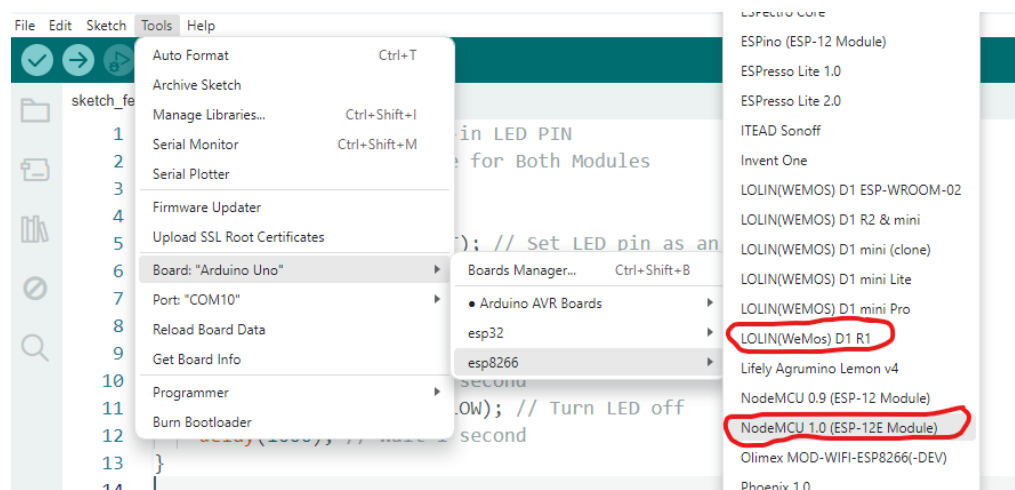 File Edit Sketch Tools Help
sketch_fe
Auto Format Ctrl+T
Archive Sketch
Manage Libraries... Ctrl+Shift+I
Serial Monitor Ctrl+Shift+M
Serial Plotter
Firmware Updater
Upload SSL Root Certificates
Board: "Arduino Uno"
Port: "COM10"
Reload Board Data
Get Board Info
Programmer
Burn Bootloader
Boards Manager... Ctrl+Shift+B
• Arduino AVR Boards
esp32
esp8266
ESPectro Core
ESPino (ESP-12 Module)
ESPresso Lite 1.0
ESPresso Lite 2.0
ITEAD Sonoff
Invent One
LOLIN(WEMOS) D1 ESP-WROOM-02
LOLIN(WEMOS) D1 R2 & mini
LOLIN(WEMOS) D1 mini (clone)
LOLIN(WEMOS) D1 mini Lite
LOLIN(WEMOS) D1 mini Pro
LOLIN(WeMos) D1 R1
Lifely Agrumino Lemon v4
NodeMCU 0.9 (ESP-12 Module)
NodeMCU 1.0 (ESP-12E Module)
Olimex MOD-WIFI-ESP8266(-DEV)
Phoenix 1.0
1 -in LED PIN
2 for Both Modules
3
4
5 ); // Set LED pin as an
6
7
8
9
10 second
11 LOW); // Turn LED off
12 delay(1000); // Wait 1 second
13 }
14